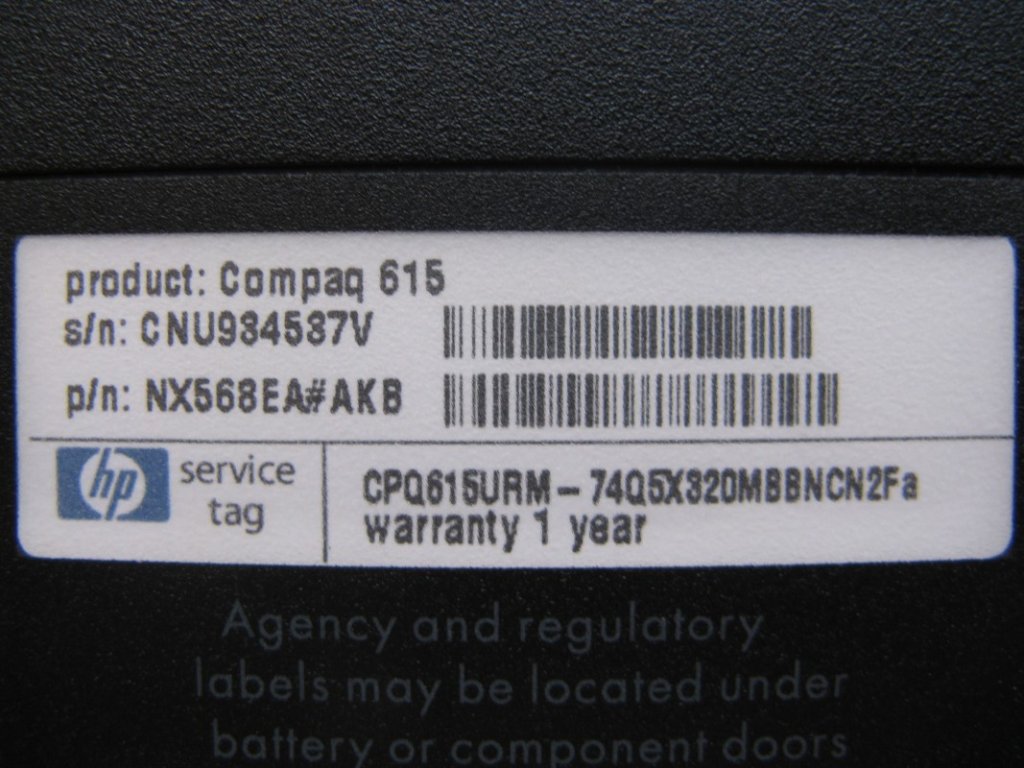 product: Compaq 615
s/n: CNU934537V
p/n: NX568EA#AKB
hp
service
tag
CPQ615URM – 74Q5X320MBBNCN2Fa
warranty 1 year
Agency and regulatory
labels may be located under
battery or component doors